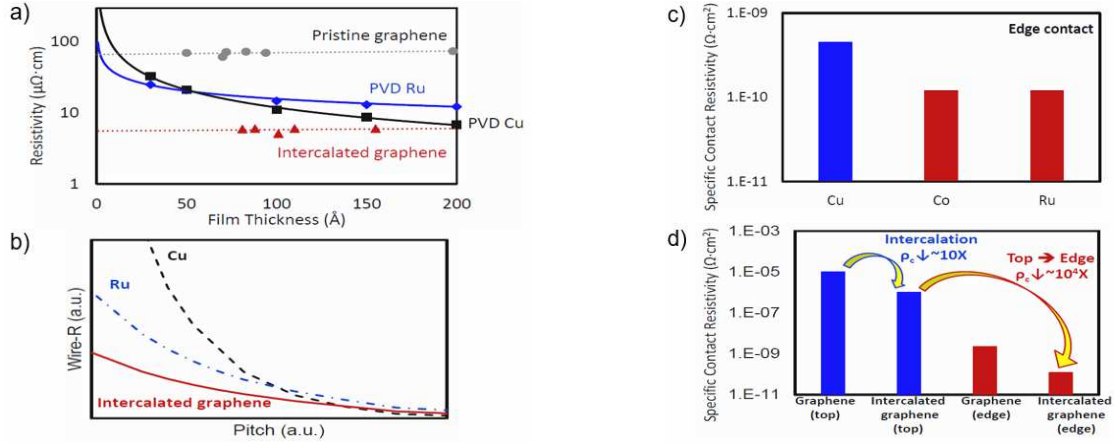 a)
Resistivity (μΩ·cm)
100
10
1
Pristine graphene
PVD Ru
PVD Cu
Intercalated graphene
0
50
100
150
200
Film Thickness (Å)
b)
Wire-R (a.u.)
Cu
Ru
Intercalated graphene
Pitch (a.u.)
c)
Specific Contact Resistivity (Ω·cm²)
1.E-09
1.E-10
1.E-11
Edge contact
Cu
Co
Ru
d)
Specific Contact Resistivity (Ω·cm²)
1.E-03
1.E-05
1.E-07
1.E-09
1.E-11
Intercalation
ρc ↓ ~10X
Top ➔ Edge
ρc ↓ ~10⁴X
Graphene
(top)
Intercalated
graphene
(top)
Graphene
(edge)
Intercalated
graphene
(edge)